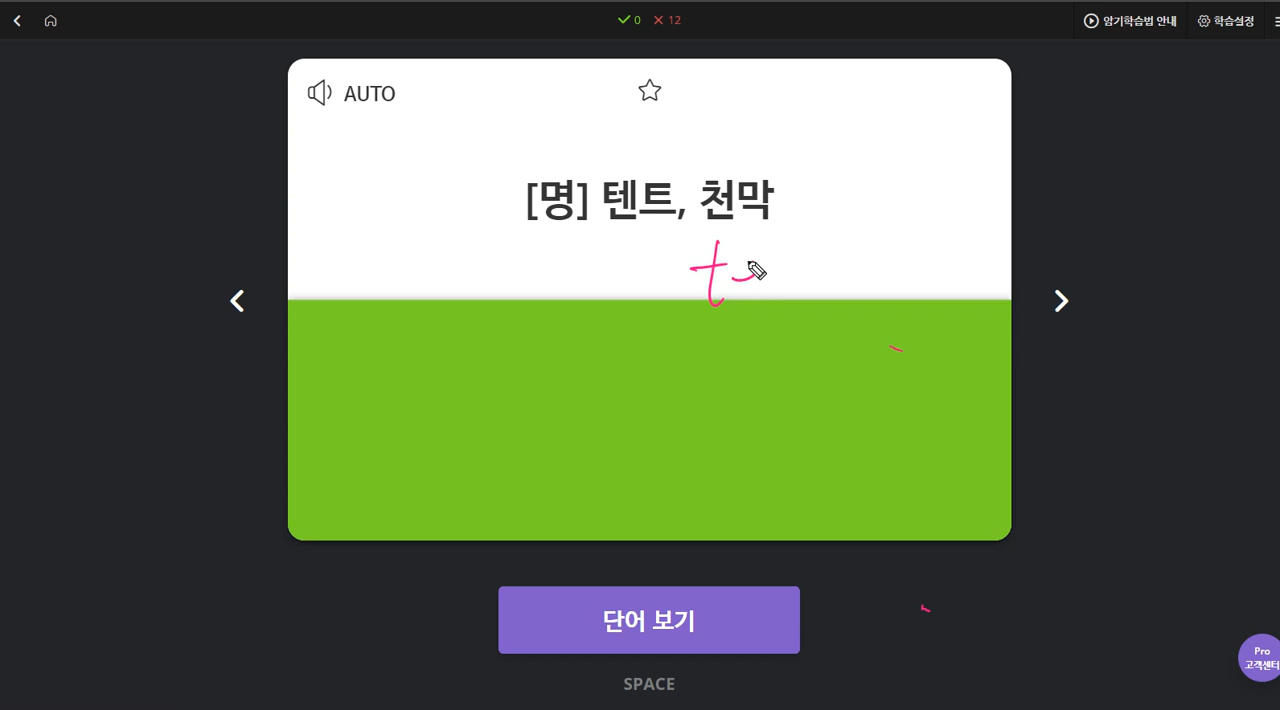 0 12 암기학습법 안내 학습설정
AUTO
[명] 텐트, 천막
t
단어 보기
SPACE
Pro
고객센터